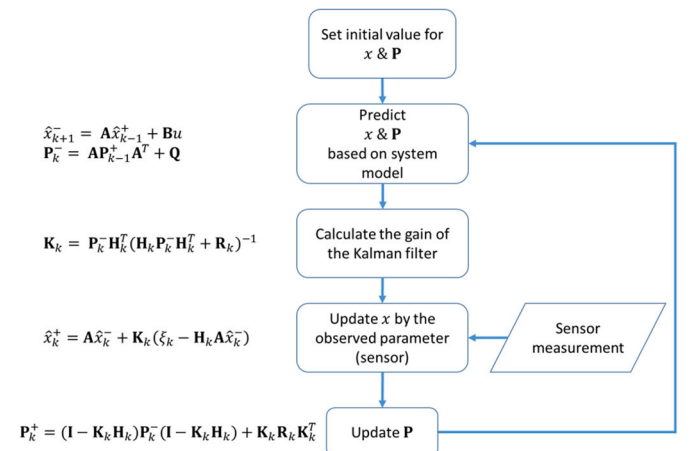 Set initial value for
x & P
Predict
x & P
based on system
model
x̂⁻ₖ₊₁ = Ax̂⁺ₖ₋₁ + Bu
P⁻ₖ = AP⁺ₖ₋₁Aᵀ + Q
Calculate the gain of
the Kalman filter
Kₖ = P⁻ₖHᵀₖ(HₖP⁻ₖHᵀₖ + Rₖ)⁻¹
Update x by the
observed parameter
(sensor)
x̂⁺ₖ = Ax̂⁻ₖ + Kₖ(ξₖ − HₖAx̂⁻ₖ)
Sensor
measurement
P⁺ₖ = (I − KₖHₖ)P⁻ₖ(I − KₖHₖ) + KₖRₖKᵀₖ
Update P